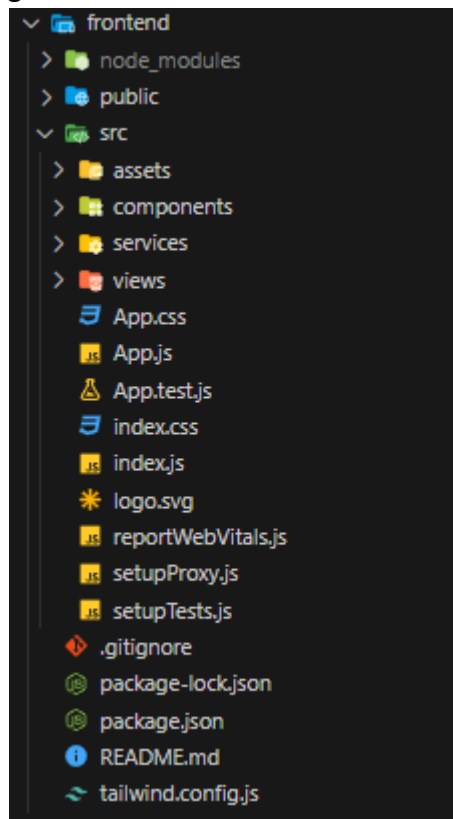 frontend
node_modules
public
src
assets
components
services
views
App.css
App.js
App.test.js
index.css
index.js
logo.svg
reportWebVitals.js
setupProxy.js
setupTests.js
.gitignore
package-lock.json
package.json
README.md
tailwind.config.js